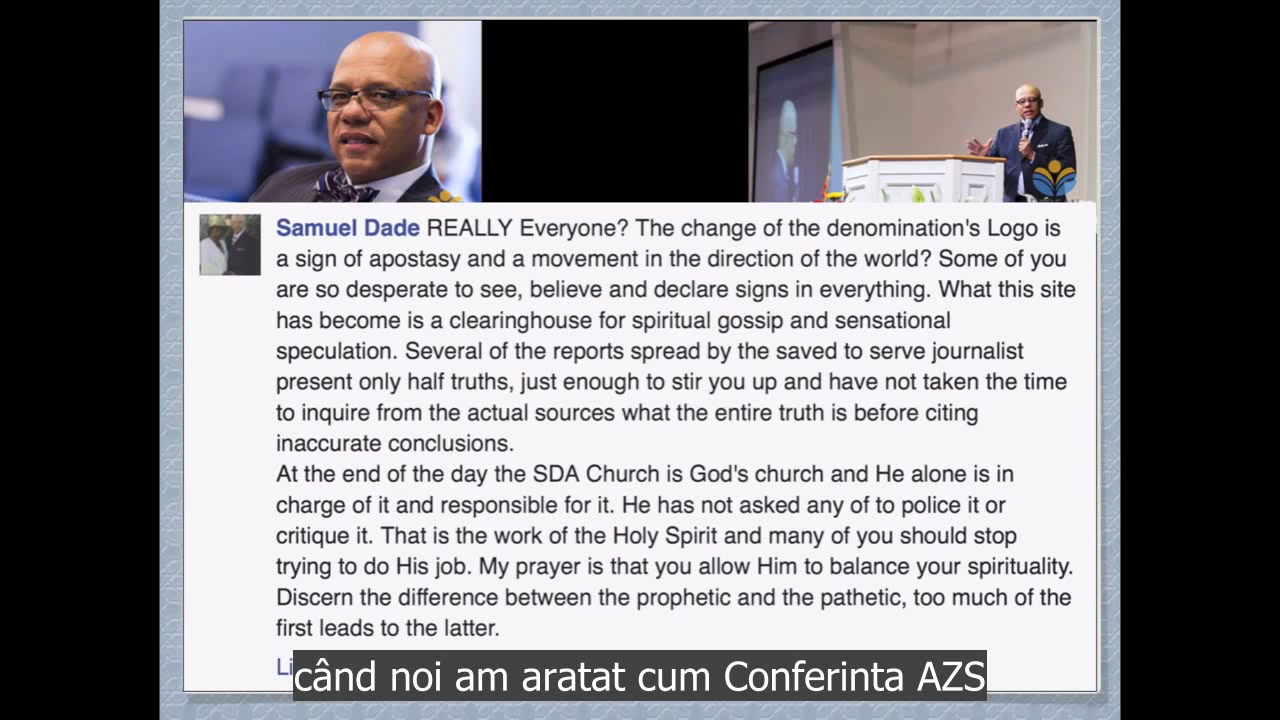 Samuel Dade REALLY Everyone? The change of the denomination's Logo is
a sign of apostasy and a movement in the direction of the world? Some of you
are so desperate to see, believe and declare signs in everything. What this site
has become is a clearinghouse for spiritual gossip and sensational
speculation. Several of the reports spread by the saved to serve journalist
present only half truths, just enough to stir you up and have not taken the time
to inquire from the actual sources what the entire truth is before citing
inaccurate conclusions.
At the end of the day the SDA Church is God's church and He alone is in
charge of it and responsible for it. He has not asked any of to police it or
critique it. That is the work of the Holy Spirit and many of you should stop
trying to do His job. My prayer is that you allow Him to balance your spirituality.
Discern the difference between the prophetic and the pathetic, too much of the
first leads to the latter.
când noi am aratat cum Conferinta AZS